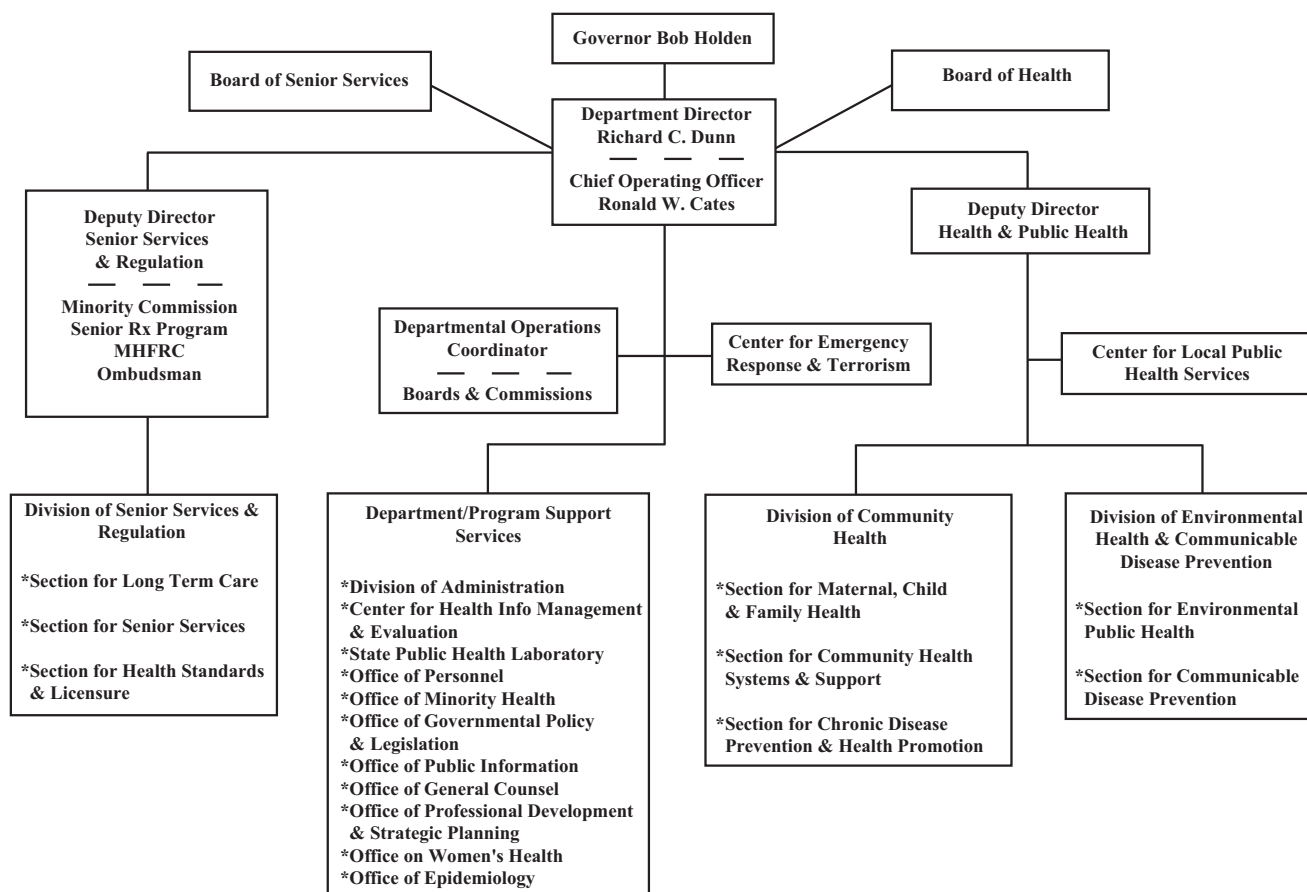 Governor Bob Holden
Board of Senior Services
Board of Health
Department Director
Richard C. Dunn
Chief Operating Officer
Ronald W. Cates
Deputy Director
Senior Services
& Regulation
Minority Commission
Senior Rx Program
MHFRC
Ombudsman
Deputy Director
Health & Public Health
Departmental Operations
Coordinator
Boards & Commissions
Center for Emergency
Response & Terrorism
Center for Local Public
Health Services
Division of Senior Services &
Regulation
*Section for Long Term Care
*Section for Senior Services
*Section for Health Standards
& Licensure
Department/Program Support
Services
*Division of Administration
*Center for Health Info Management
& Evaluation
*State Public Health Laboratory
*Office of Personnel
*Office of Minority Health
*Office of Governmental Policy
& Legislation
*Office of Public Information
*Office of General Counsel
*Office of Professional Development
& Strategic Planning
*Office on Women's Health
*Office of Epidemiology
Division of Community
Health
*Section for Maternal, Child
& Family Health
*Section for Community Health
Systems & Support
*Section for Chronic Disease
Prevention & Health Promotion
Division of Environmental
Health & Communicable
Disease Prevention
*Section for Environmental
Public Health
*Section for Communicable
Disease Prevention